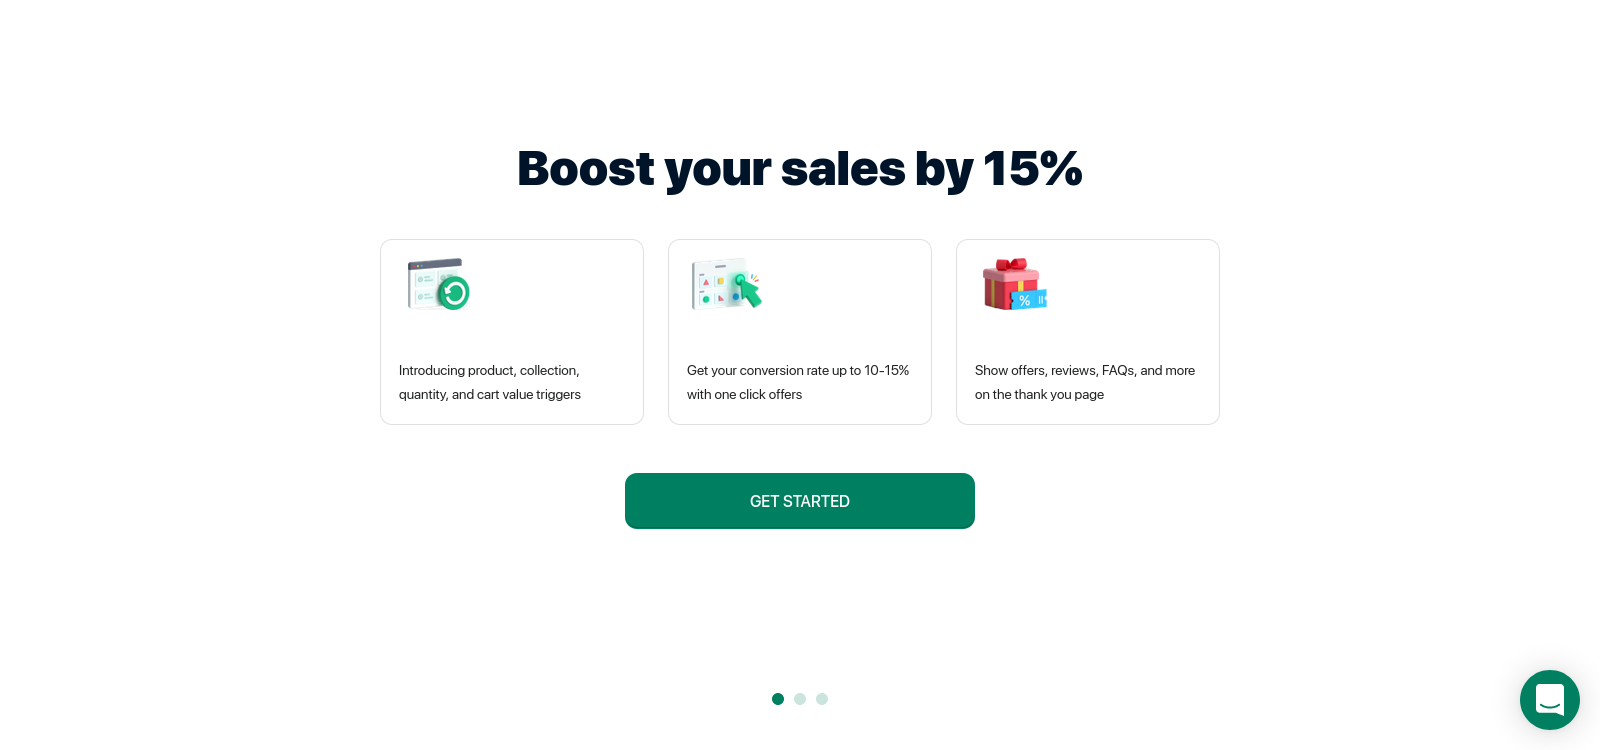 Boost your sales by 15%
Introducing product, collection,
quantity, and cart value triggers
Get your conversion rate up to 10-15%
with one click offers
%
Show offers, reviews, FAQs, and more
on the thank you page
GET STARTED